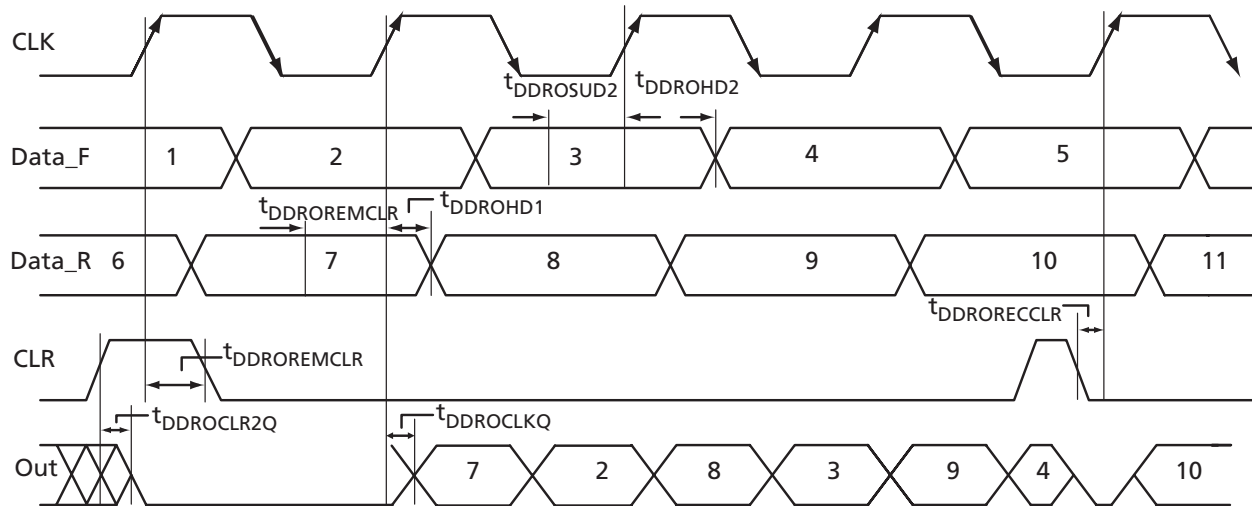 CLK
tDDROSUD2 tDDROHD2
Data_F 1 2 3 4 5
tDDROREMCLR tDDROHD1
Data_R 6 7 8 9 10 11
tDDRORECCLR
CLR tDDROREMCLR
tDDROCLR2Q tDDROCLKQ
Out 7 2 8 3 9 4 10